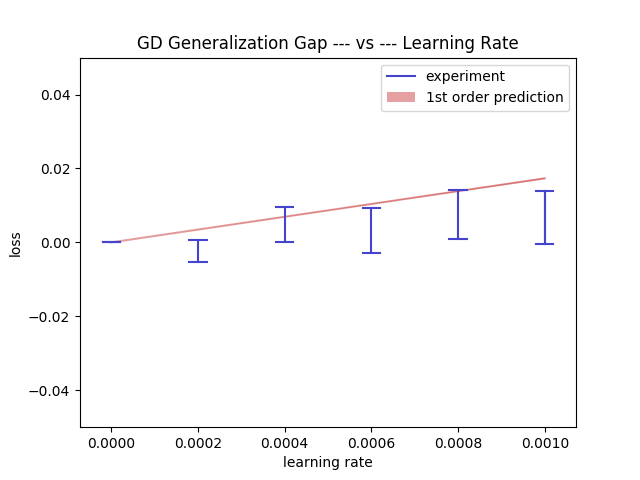 GD Generalization Gap --- vs --- Learning Rate
experiment
1st order prediction
0.04
0.02
0.00
−0.02
−0.04
loss
0.0000 0.0002 0.0004 0.0006 0.0008 0.0010
learning rate